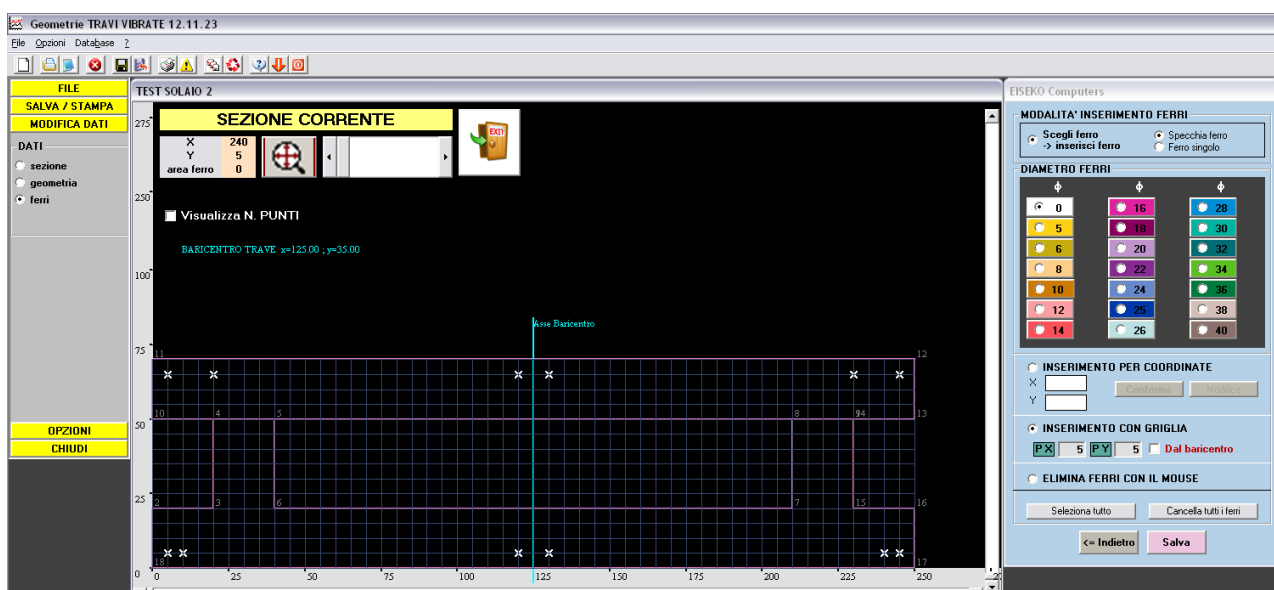 Geometrie TRAVI VIBRATE 12.11.23
File Opzioni Database ?
FILE
SALVA / STAMPA
MODIFICA DATI
DATI
sezione
geometria
ferri
OPZIONI
CHIUDI
TEST SOLAIO 2
SEZIONE CORRENTE
X 240
Y 5
area ferro 0
EXIT
Visualizza N. PUNTI
BARICENTRO TRAVE x=125.00 ; y=35.00
Asse Baricentro
275
250
100
75
50
25
0
11 12
10 4 5 8 94 13
2 3 6 7 15 16
18 17
0 25 50 75 100 125 150 175 200 225 250
EISEKO Computers
MODALITA' INSERIMENTO FERRI
Scegli ferro
-> inserisci ferro
Specchia ferro
Ferro singolo
DIAMETRO FERRI
ϕ ϕ ϕ
0 16 28
5 18 30
6 20 32
8 22 34
10 24 36
12 25 38
14 26 40
INSERIMENTO PER COORDINATE
X
Conferma Modifica
Y
INSERIMENTO CON GRIGLIA
PX 5 PY 5 Dal baricentro
ELIMINA FERRI CON IL MOUSE
Seleziona tutto Cancella tutti i ferri
<= Indietro Salva